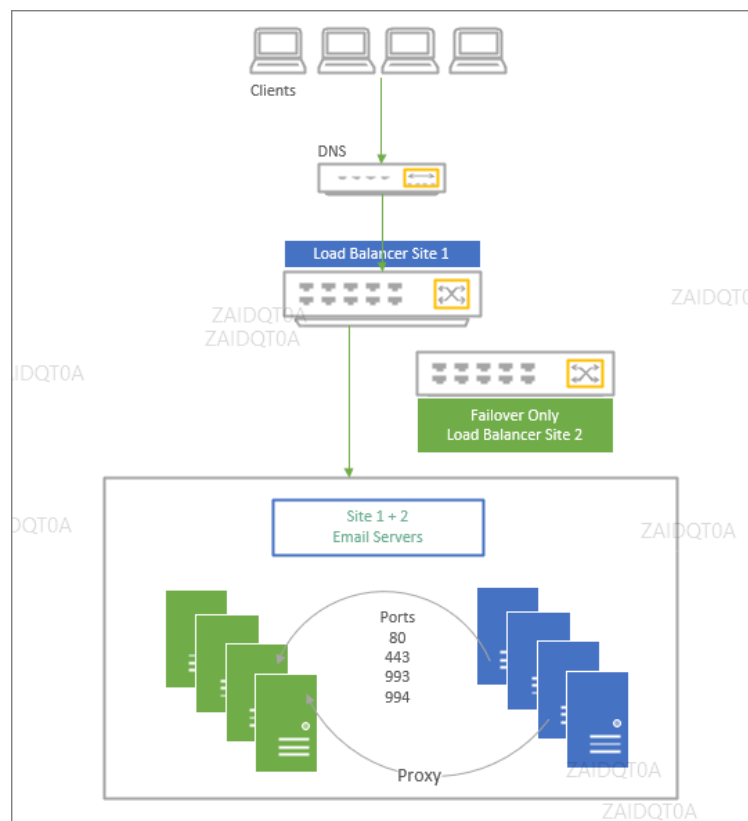 Clients
DNS
Load Balancer Site 1
ZAIDQT0A
ZAIDQT0A
ZAIDQT0
AIDQT0A
Failover Only
Load Balancer Site 2
Site 1 + 2
Email Servers
DQT0A
ZAIDQT0A
Ports
80
443
993
994
Proxy
ZAIDQT0A
ZAIDQT0A